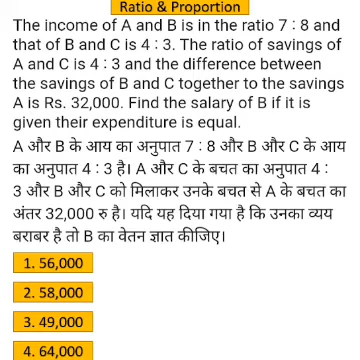 Ratio & Proportion
The income of A and B is in the ratio 7 : 8 and
that of B and C is 4 : 3. The ratio of savings of
A and C is 4 : 3 and the difference between
the savings of B and C together to the savings
A is Rs. 32,000. Find the salary of B if it is
given their expenditure is equal.
A और B के आय का अनुपात 7 : 8 और B और C के आय
का अनुपात 4 : 3 है। A और C के बचत का अनुपात 4 :
3 और B और C को मिलाकर उनके बचत से A के बचत का
अंतर 32,000 रु है। यदि यह दिया गया है कि उनका व्यय
बराबर है तो B का वेतन ज्ञात कीजिए।
1. 56,000
2. 58,000
3. 49,000
4. 64,000